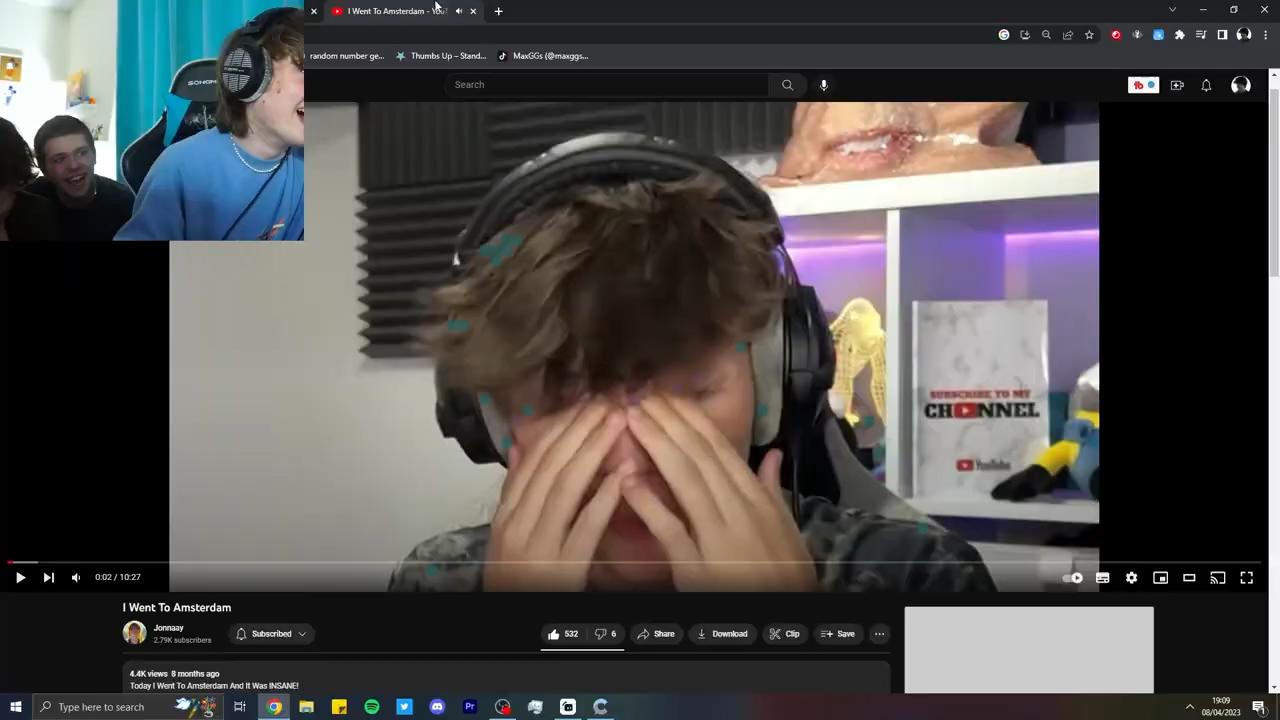 I Went To Amsterdam - You
random number ge...
Thumbs Up – Stand...
MaxGGs (@maxggs...
Search
SONGMICS
SUBSCRIBE TO MY
CHANNEL
YouTube
0:02 / 10:27
I Went To Amsterdam
Jonnaay
2.79K subscribers
Subscribed
532
6
Share
Download
Clip
Save
4.4K views 8 months ago
Today I Went To Amsterdam And It Was INSANE!
Type here to search
19:09
08/04/2023